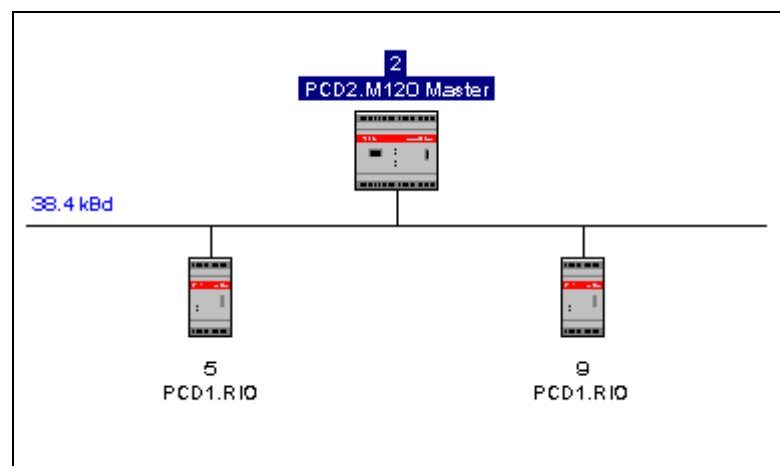 2
PCD2.M120 Master
38.4 kBd
5
PCD1.RIO
9
PCD1.RIO